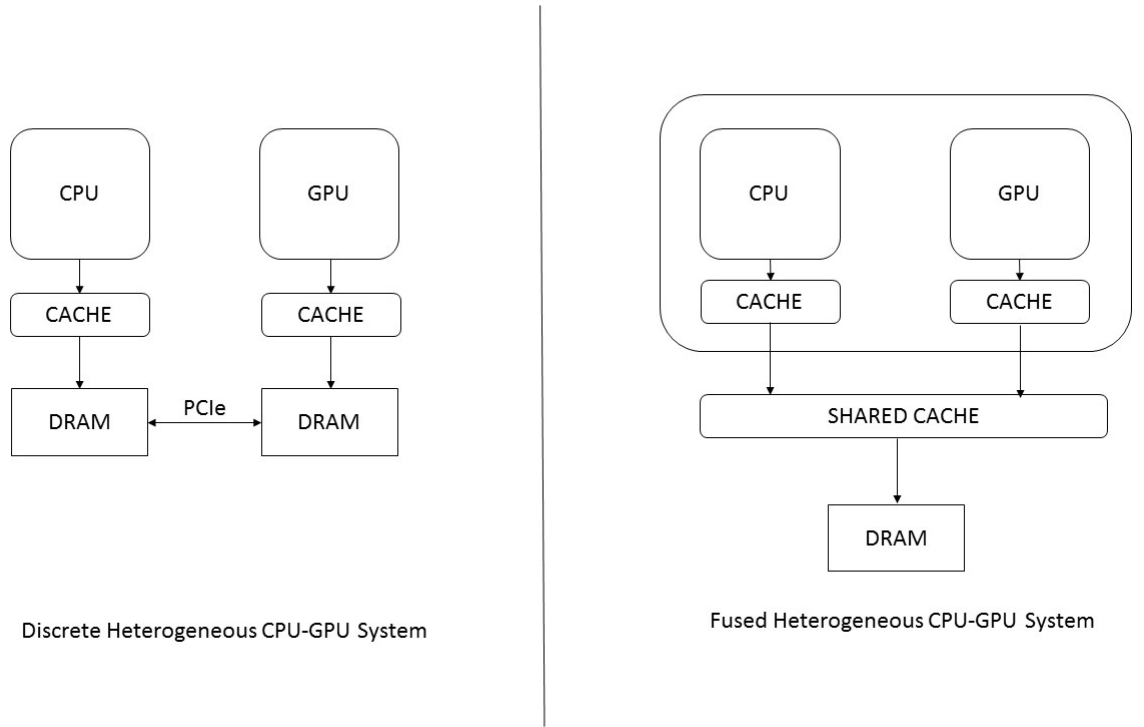 CPU
GPU
CACHE
CACHE
DRAM
PCIe
DRAM
Discrete Heterogeneous CPU-GPU System
CPU
GPU
CACHE
CACHE
SHARED CACHE
DRAM
Fused Heterogeneous CPU-GPU System